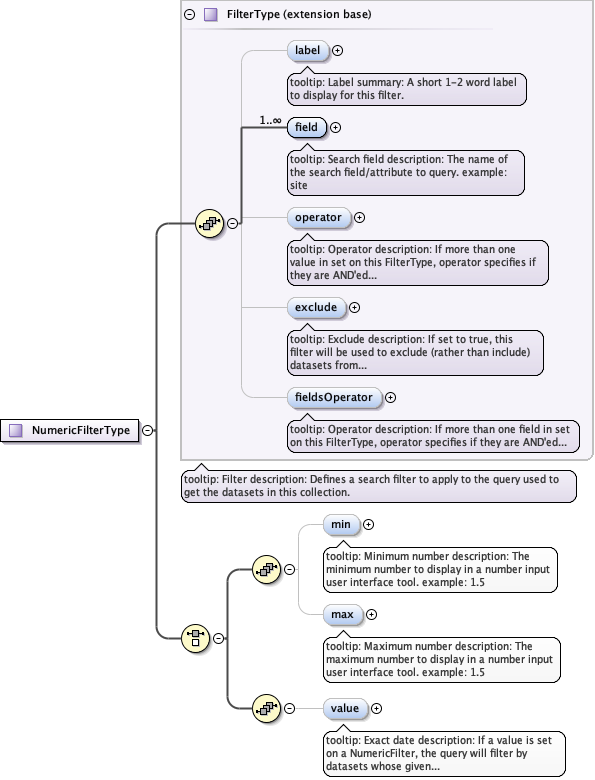 FilterType (extension base)
label
tooltip: Label summary: A short 1-2 word label
to display for this filter.
1..∞
field
tooltip: Search field description: The name of
the search field/attribute to query. example:
site
operator
tooltip: Operator description: If more than one
value in set on this FilterType, operator specifies if
they are AND'ed...
exclude
tooltip: Exclude description: If set to true, this
filter will be used to exclude (rather than include)
datasets from...
fieldsOperator
tooltip: Operator description: If more than one field in set
on this FilterType, operator specifies if they are AND'ed...
NumericFilterType
tooltip: Filter description: Defines a search filter to apply to the query used to
get the datasets in this collection.
min
tooltip: Minimum number description: The
minimum number to display in a number input
user interface tool. example: 1.5
max
tooltip: Maximum number description: The
maximum number to display in a number input
user interface tool. example: 1.5
value
tooltip: Exact date description: If a value is set
on a NumericFilter, the query will filter by
datasets whose given...